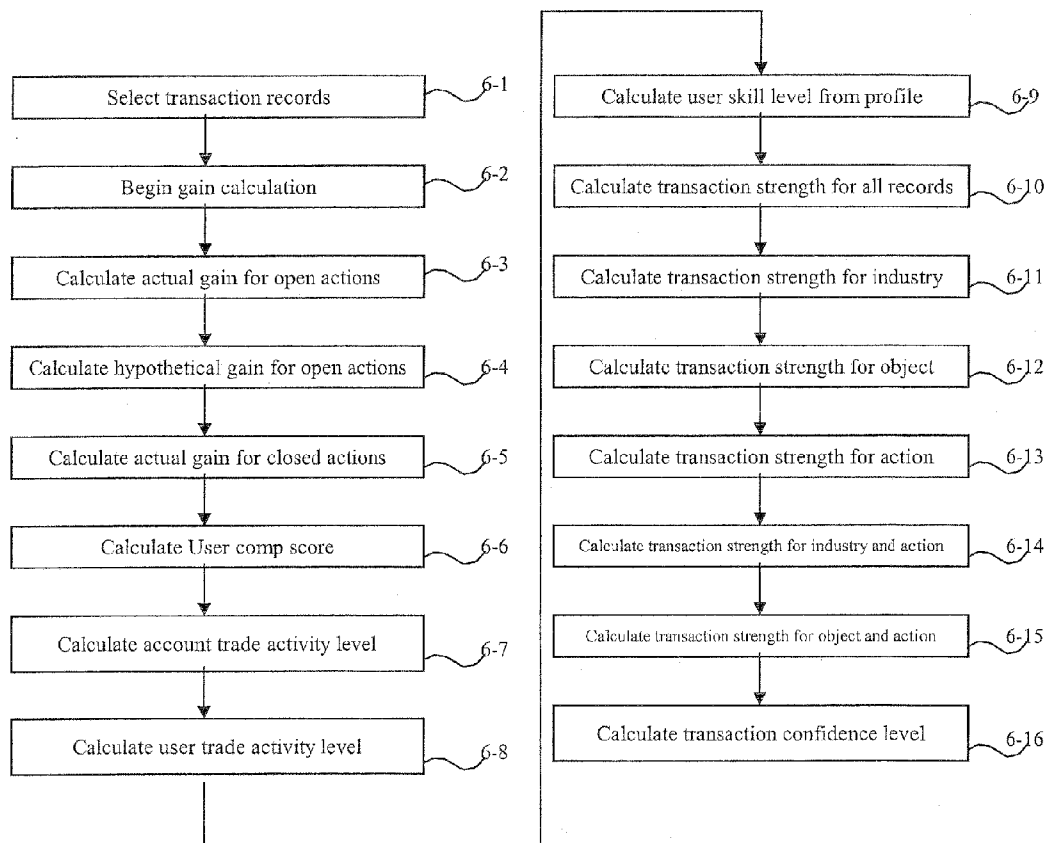 Select transaction records
6-1
Begin gain calculation
6-2
Calculate actual gain for open actions
6-3
Calculate hypothetical gain for open actions
6-4
Calculate actual gain for closed actions
6-5
Calculate User comp score
6-6
Calculate account trade activity level
6-7
Calculate user trade activity level
6-8
Calculate user skill level from profile
6-9
Calculate transaction strength for all records
6-10
Calculate transaction strength for industry
6-11
Calculate transaction strength for object
6-12
Calculate transaction strength for action
6-13
Calculate transaction strength for industry and action
6-14
Calculate transaction strength for object and action
6-15
Calculate transaction confidence level
6-16